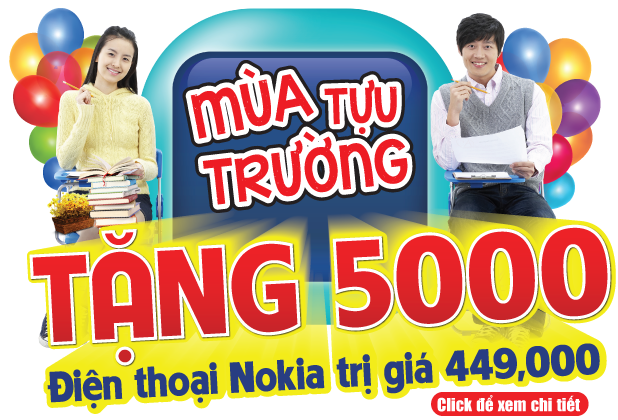 MÙA TỰU
TRƯỜNG
TẶNG 5000
Điện thoại Nokia trị giá 449,000
Click để xem chi tiết